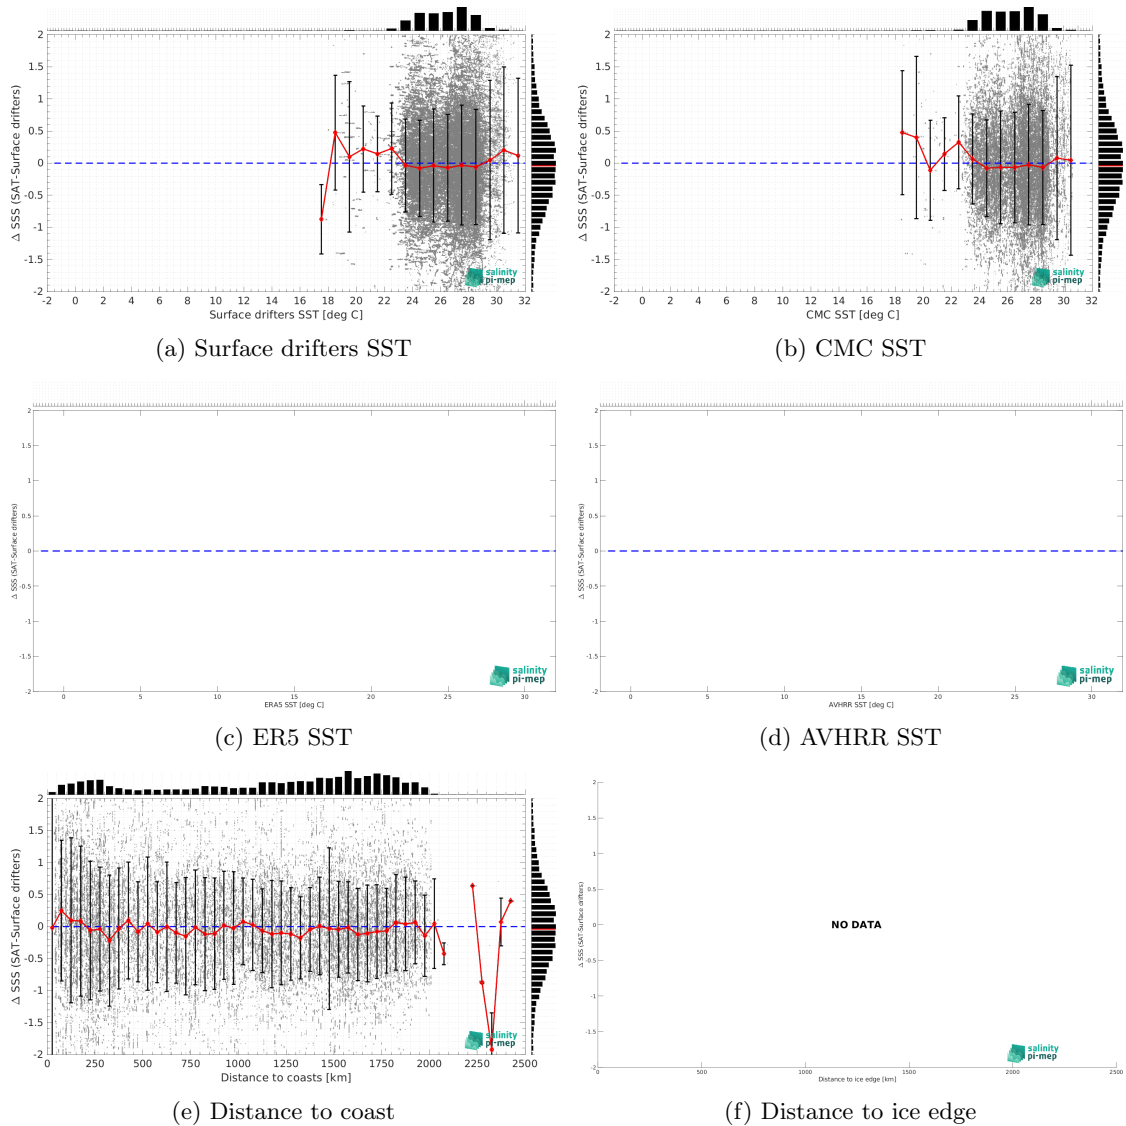 2
1.5
1
0.5
0
-0.5
-1
-1.5
-2
-2 0 2 4 6 8 10 12 14 16 18 20 22 24 26 28 30 32
Δ SSS (SAT-Surface drifters)
Surface drifters SST [deg C]
salinity
pi-mep
(a) Surface drifters SST
2
1.5
1
0.5
0
-0.5
-1
-1.5
-2
-2 0 2 4 6 8 10 12 14 16 18 20 22 24 26 28 30 32
Δ SSS (SAT-Surface drifters)
CMC SST [deg C]
salinity
pi-mep
(b) CMC SST
2
1.5
1
0.5
0
-0.5
-1
-1.5
-2
0 5 10 15 20 25 30
Δ SSS (SAT-Surface drifters)
ERA5 SST [deg C]
salinity
pi-mep
(c) ER5 SST
2
1.5
1
0.5
0
-0.5
-1
-1.5
-2
0 5 10 15 20 25 30
Δ SSS (SAT-Surface drifters)
AVHRR SST [deg C]
salinity
pi-mep
(d) AVHRR SST
2
1.5
1
0.5
0
-0.5
-1
-1.5
-2
0 250 500 750 1000 1250 1500 1750 2000 2250 2500
Δ SSS (SAT-Surface drifters)
Distance to coasts [km]
salinity
pi-mep
(e) Distance to coast
2
1.5
1
0.5
0
-0.5
-1
-1.5
-2
0 500 1000 1500 2000 2500
Δ SSS (SAT-Surface drifters)
NO DATA
Distance to ice edge [km]
salinity
pi-mep
(f) Distance to ice edge